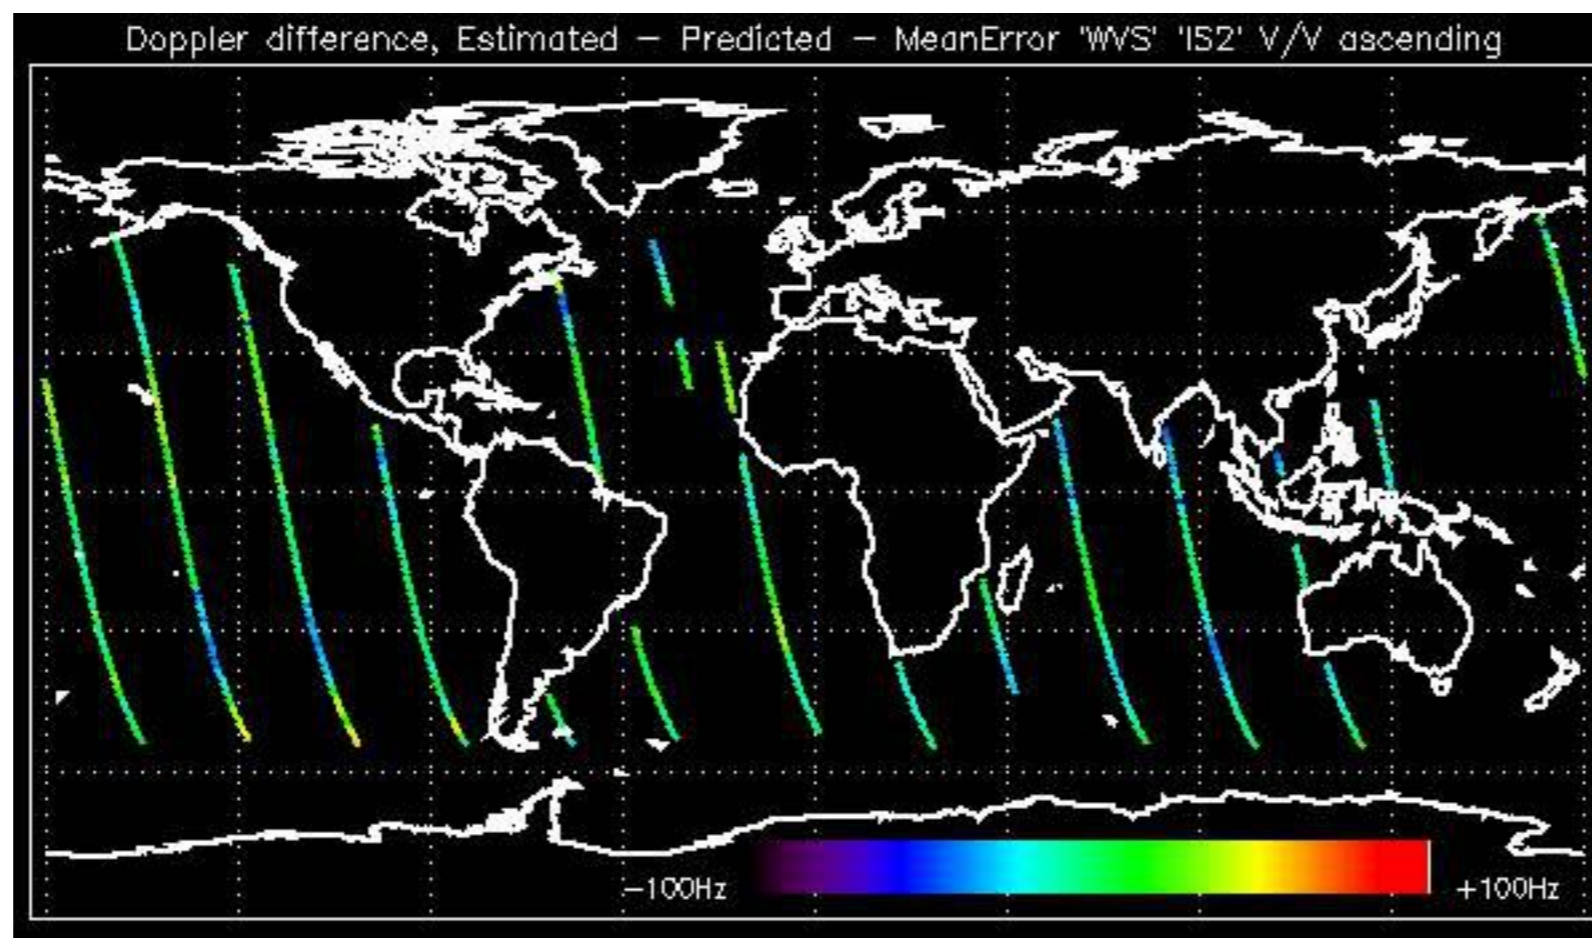 Doppler difference, Estimated − Predicted − MeanError 'WVS' 'IS2' V/V ascending
−100Hz +100Hz